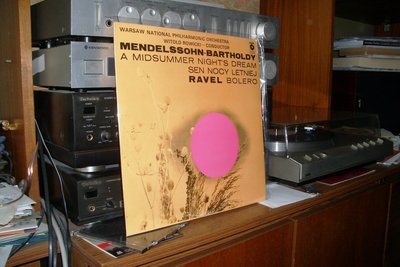 WARSAW NATIONAL PHILHARMONIC ORCHESTRA
WITOLD ROWICKI - CONDUCTOR
MENDELSSOHN-BARTHOLDY
A MIDSUMMER NIGHT'S DREAM
SEN NOCY LETNIEJ
RAVEL BOLERO